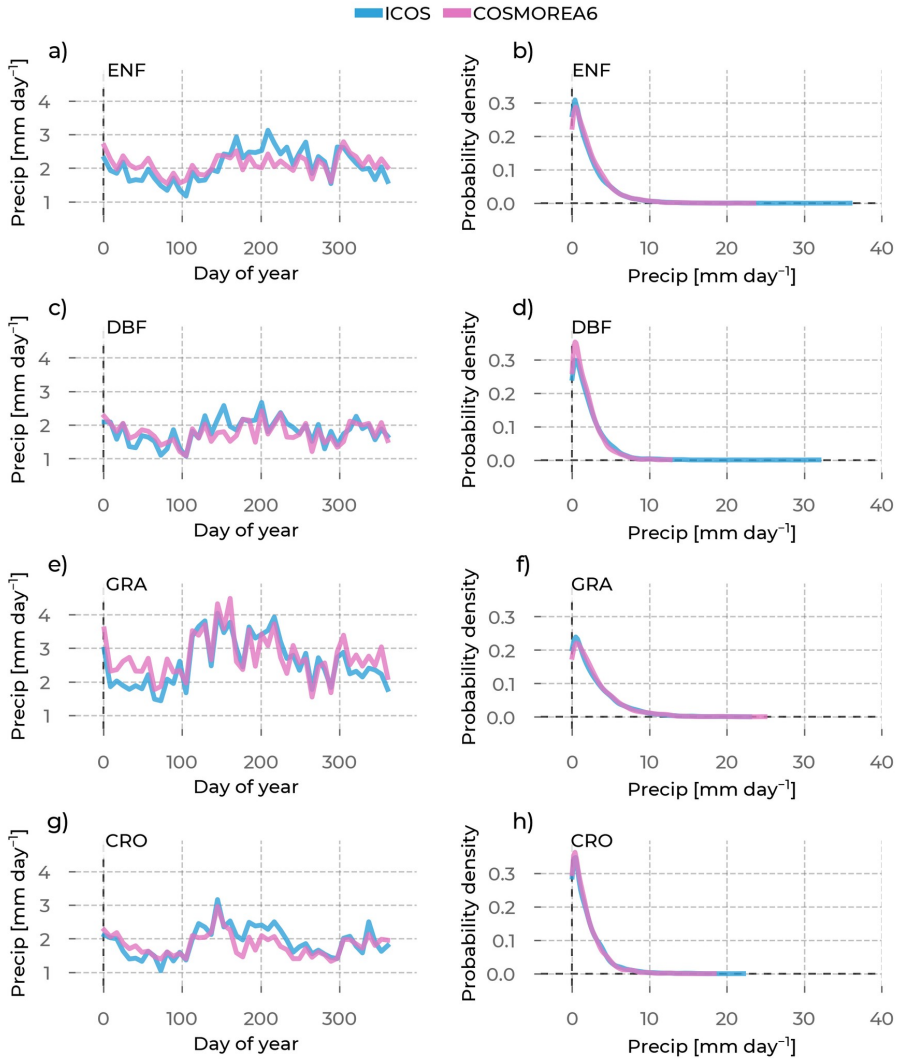 ICOS COSMOREA6
a) b)
ENF ENF
Precip [mm day⁻¹] Probability density
4
3
2
1
0.3
0.2
0.1
0.0
0 100 200 300 0 10 20 30 40
Day of year Precip [mm day⁻¹]
c) d)
DBF DBF
Precip [mm day⁻¹] Probability density
4
3
2
1
0.3
0.2
0.1
0.0
0 100 200 300 0 10 20 30 40
Day of year Precip [mm day⁻¹]
e) f)
GRA GRA
Precip [mm day⁻¹] Probability density
4
3
2
1
0.3
0.2
0.1
0.0
0 100 200 300 0 10 20 30 40
Day of year Precip [mm day⁻¹]
g) h)
CRO CRO
Precip [mm day⁻¹] Probability density
4
3
2
1
0.3
0.2
0.1
0.0
0 100 200 300 0 10 20 30 40
Day of year Precip [mm day⁻¹]